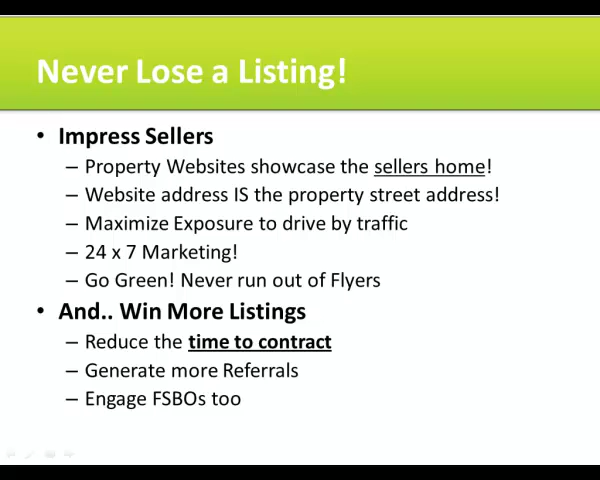 Never Lose a Listing!
• Impress Sellers
– Property Websites showcase the sellers home!
– Website address IS the property street address!
– Maximize Exposure to drive by traffic
– 24 x 7 Marketing!
– Go Green! Never run out of Flyers
• And.. Win More Listings
– Reduce the time to contract
– Generate more Referrals
– Engage FSBOs too